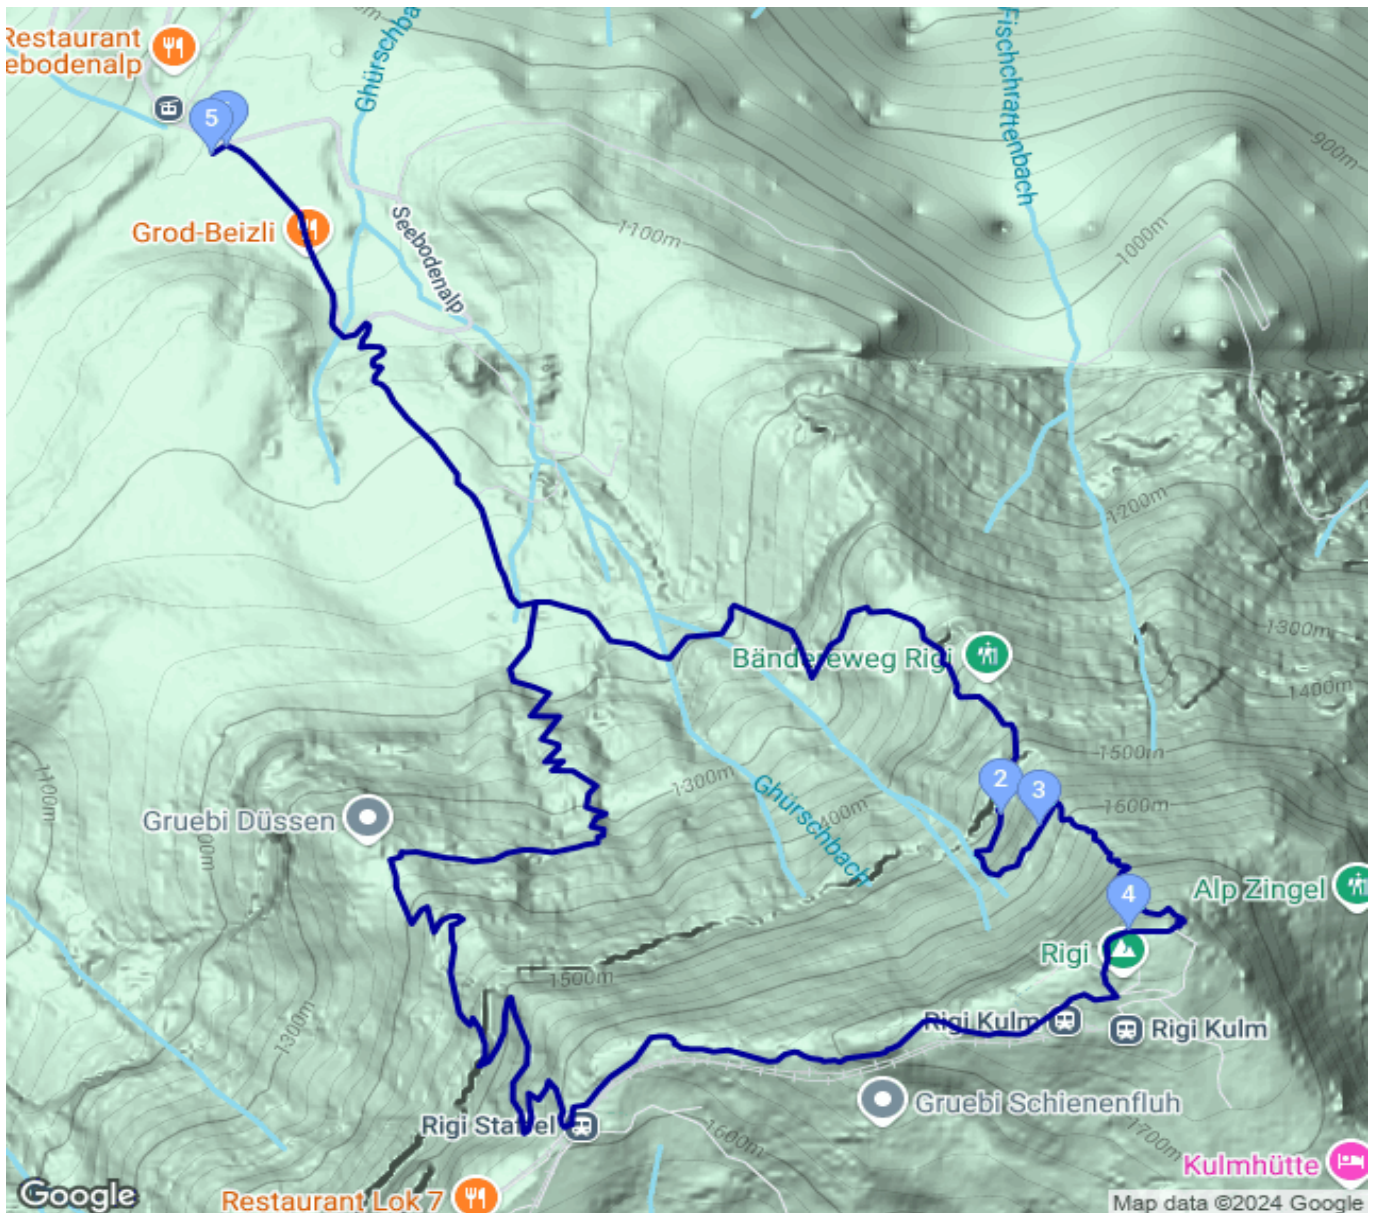 Restaurant
ebodenalp
Ghürschba
Fischchrattenbach
5
900m
Seebodenalp
Grod-Beizli
1100m
1000m
1200m
1300m
Bändereweg Rigi
1400m
1500m
1100m
1300m
Ghürschbach
2
3
1600m
Gruebi Düssen
400m
Alp Zingel
4
Rigi
1500m
1300m
Rigi Kulm
Rigi Kulm
Gruebi Schienenfluh
Rigi Staffel
1600m
1700m
Kulmhütte
Google
Restaurant Lok 7
Map data ©2024 Google